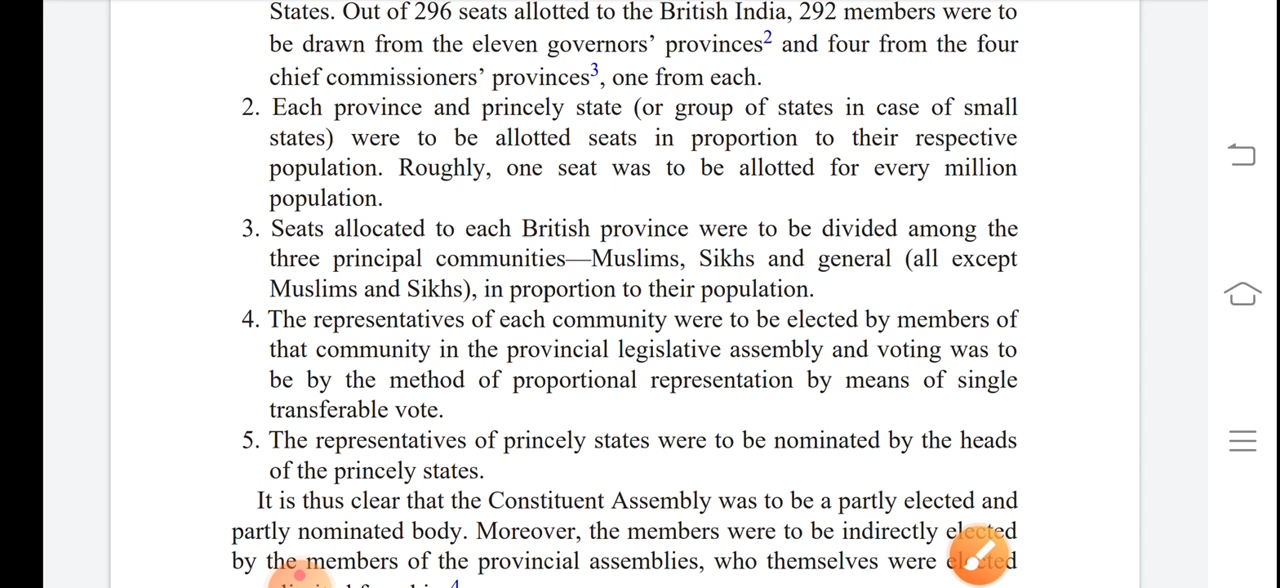 States. Out of 296 seats allotted to the British India, 292 members were to
be drawn from the eleven governors’ provinces2 and four from the four
chief commissioners’ provinces3, one from each.
2. Each province and princely state (or group of states in case of small
states) were to be allotted seats in proportion to their respective
population. Roughly, one seat was to be allotted for every million
population.
3. Seats allocated to each British province were to be divided among the
three principal communities—Muslims, Sikhs and general (all except
Muslims and Sikhs), in proportion to their population.
4. The representatives of each community were to be elected by members of
that community in the provincial legislative assembly and voting was to
be by the method of proportional representation by means of single
transferable vote.
5. The representatives of princely states were to be nominated by the heads
of the princely states.
It is thus clear that the Constituent Assembly was to be a partly elected and
partly nominated body. Moreover, the members were to be indirectly elected
by the members of the provincial assemblies, who themselves were elected